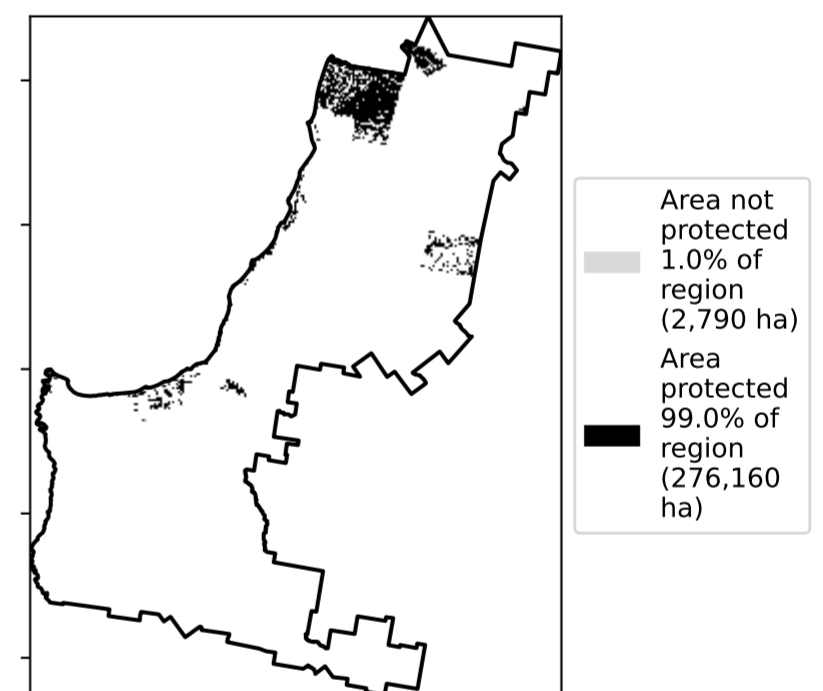 Area not
protected
1.0% of
region
(2,790 ha)
Area
protected
99.0% of
region
(276,160
ha)